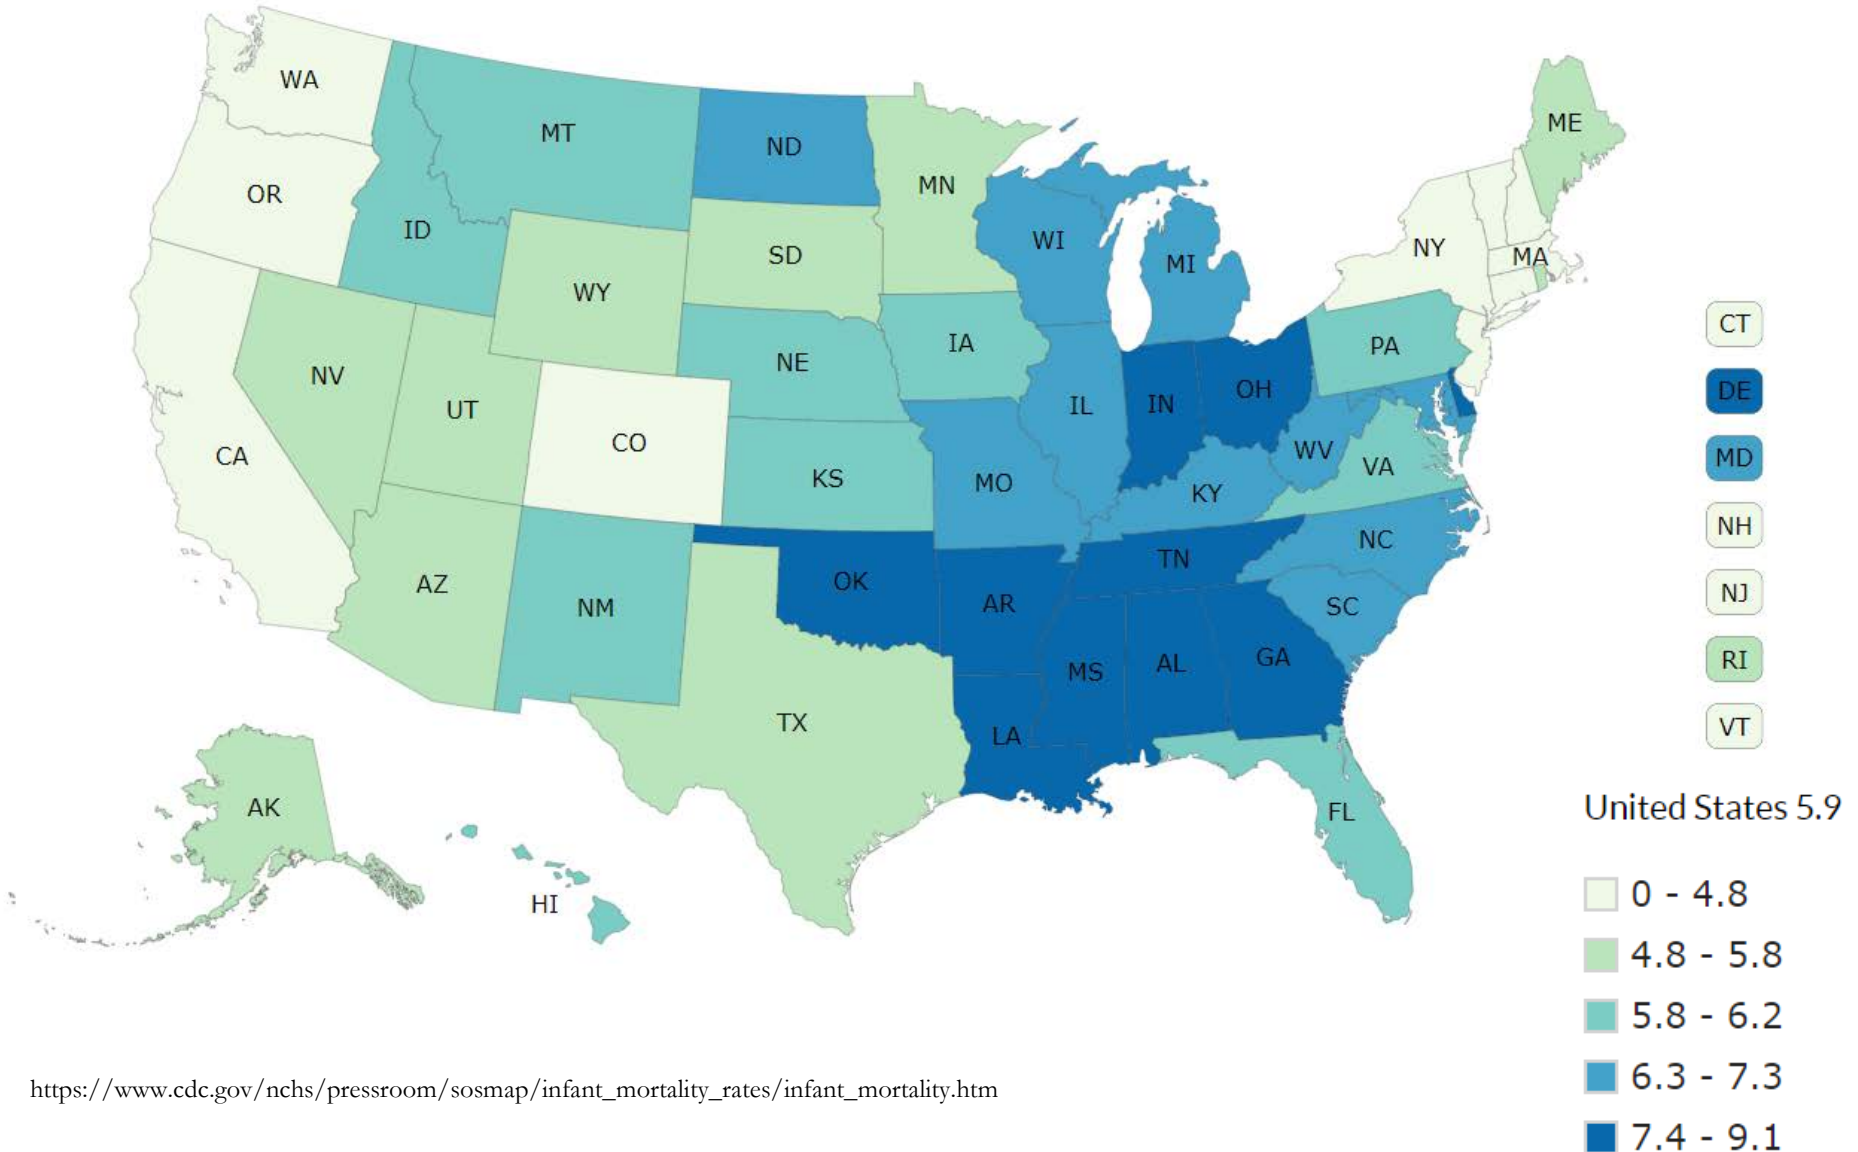 WA
MT
ND
MN
ME
OR
ID
SD
WI
MI
NY
MA
WY
NV
UT
NE
IA
PA
CA
CO
KS
MO
IL
IN
OH
WV
VA
KY
NC
AZ
NM
OK
AR
TN
SC
TX
LA
MS
AL
GA
FL
AK
HI
CT
DE
MD
NH
NJ
RI
VT
United States 5.9
0 - 4.8
4.8 - 5.8
5.8 - 6.2
6.3 - 7.3
7.4 - 9.1
https://www.cdc.gov/nchs/pressroom/sosmap/infant_mortality_rates/infant_mortality.htm